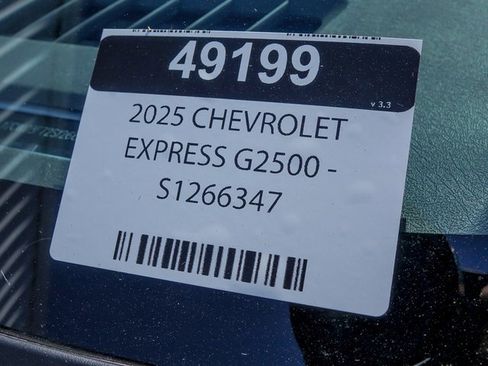 49199
v 3.3
2025 CHEVROLET
EXPRESS G2500 -
S1266347